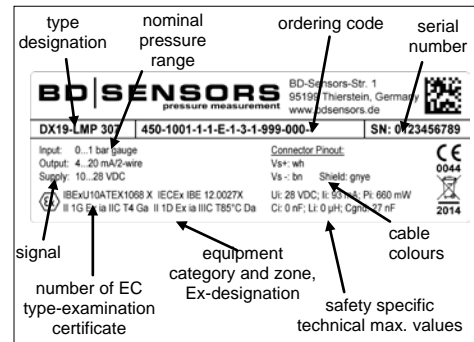 type designation
nominal pressure range
ordering code
serial number
BD|SENSORS
pressure measurement
BD-Sensors-Str. 1
95199 Thierstein, Germany
www.bdsensors.de
DX19-LMP 307
450-1001-1-1-E-1-3-1-999-000-
SN: 0123456789
Input: 0...1 bar gauge
Output: 4...20 mA/2-wire
Supply: 10...28 VDC
Connector Pinout:
Vs+: wh
Vs -: bn Shield: gnye
CE
0044
IBExU10ATEX1068 X IECEx IBE 12.0027X
II 1G Ex ia IIC T4 Ga II 1D Ex ia IIIC T85°C Da
Ui: 28 VDC; Ii: 93 mA; Pi: 660 mW
Ci: 0 nF; Li: 0 µH; Cgnd: 27 nF
2014
signal
number of EC type-examination certificate
equipment category and zone, Ex-designation
cable colours
safety specific technical max. values